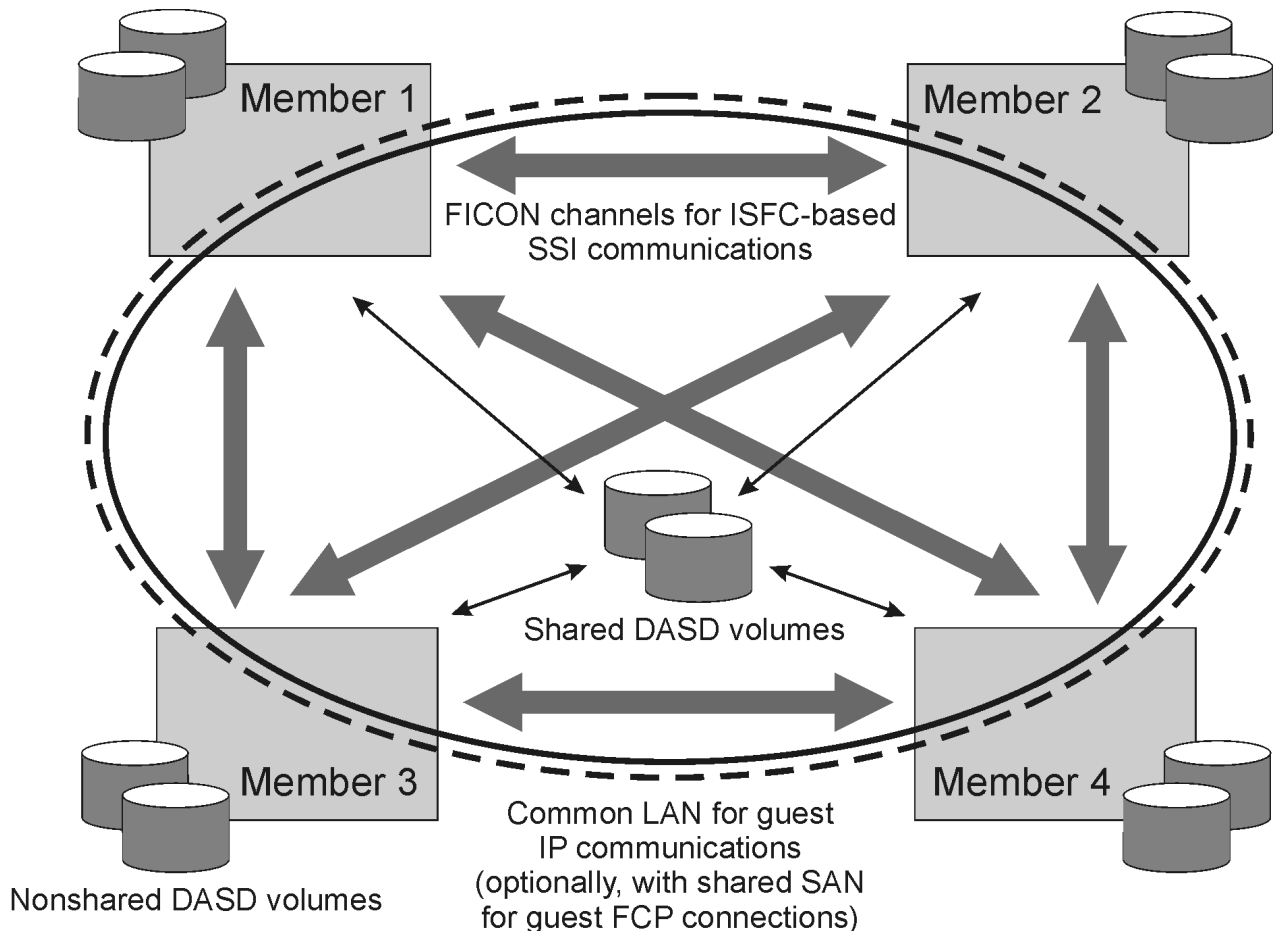 Member 1
Member 2
FICON channels for ISFC-based
SSI communications
Shared DASD volumes
Member 3
Member 4
Common LAN for guest
IP communications
(optionally, with shared SAN
for guest FCP connections)
Nonshared DASD volumes